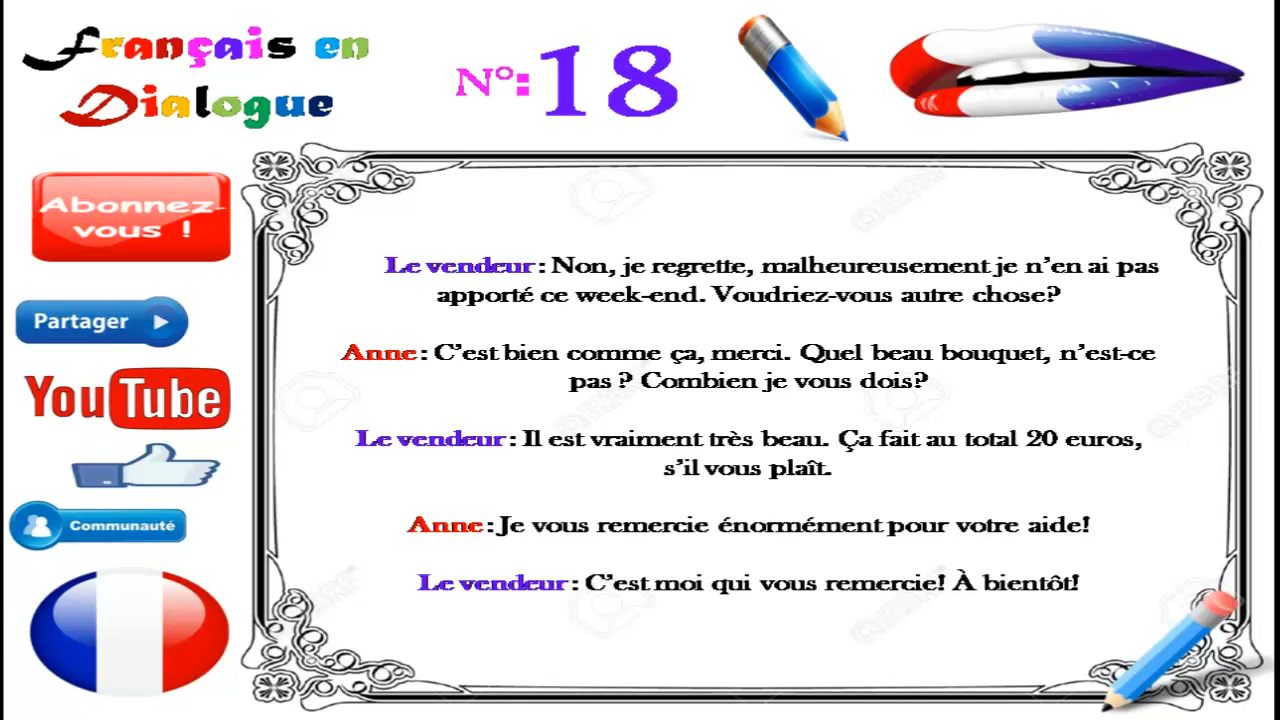 Français en
Dialogue
N°:18
Abonnez-
vous !
Partager
YouTube
Communauté
Le vendeur : Non, je regrette, malheureusement je n'en ai pas
apporté ce week-end. Voudriez-vous autre chose?
Anne : C'est bien comme ça, merci. Quel beau bouquet, n'est-ce
pas ? Combien je vous dois?
Le vendeur : Il est vraiment très beau. Ça fait au total 20 euros,
s'il vous plaît.
Anne : Je vous remercie énormément pour votre aide!
Le vendeur : C'est moi qui vous remercie! À bientôt!